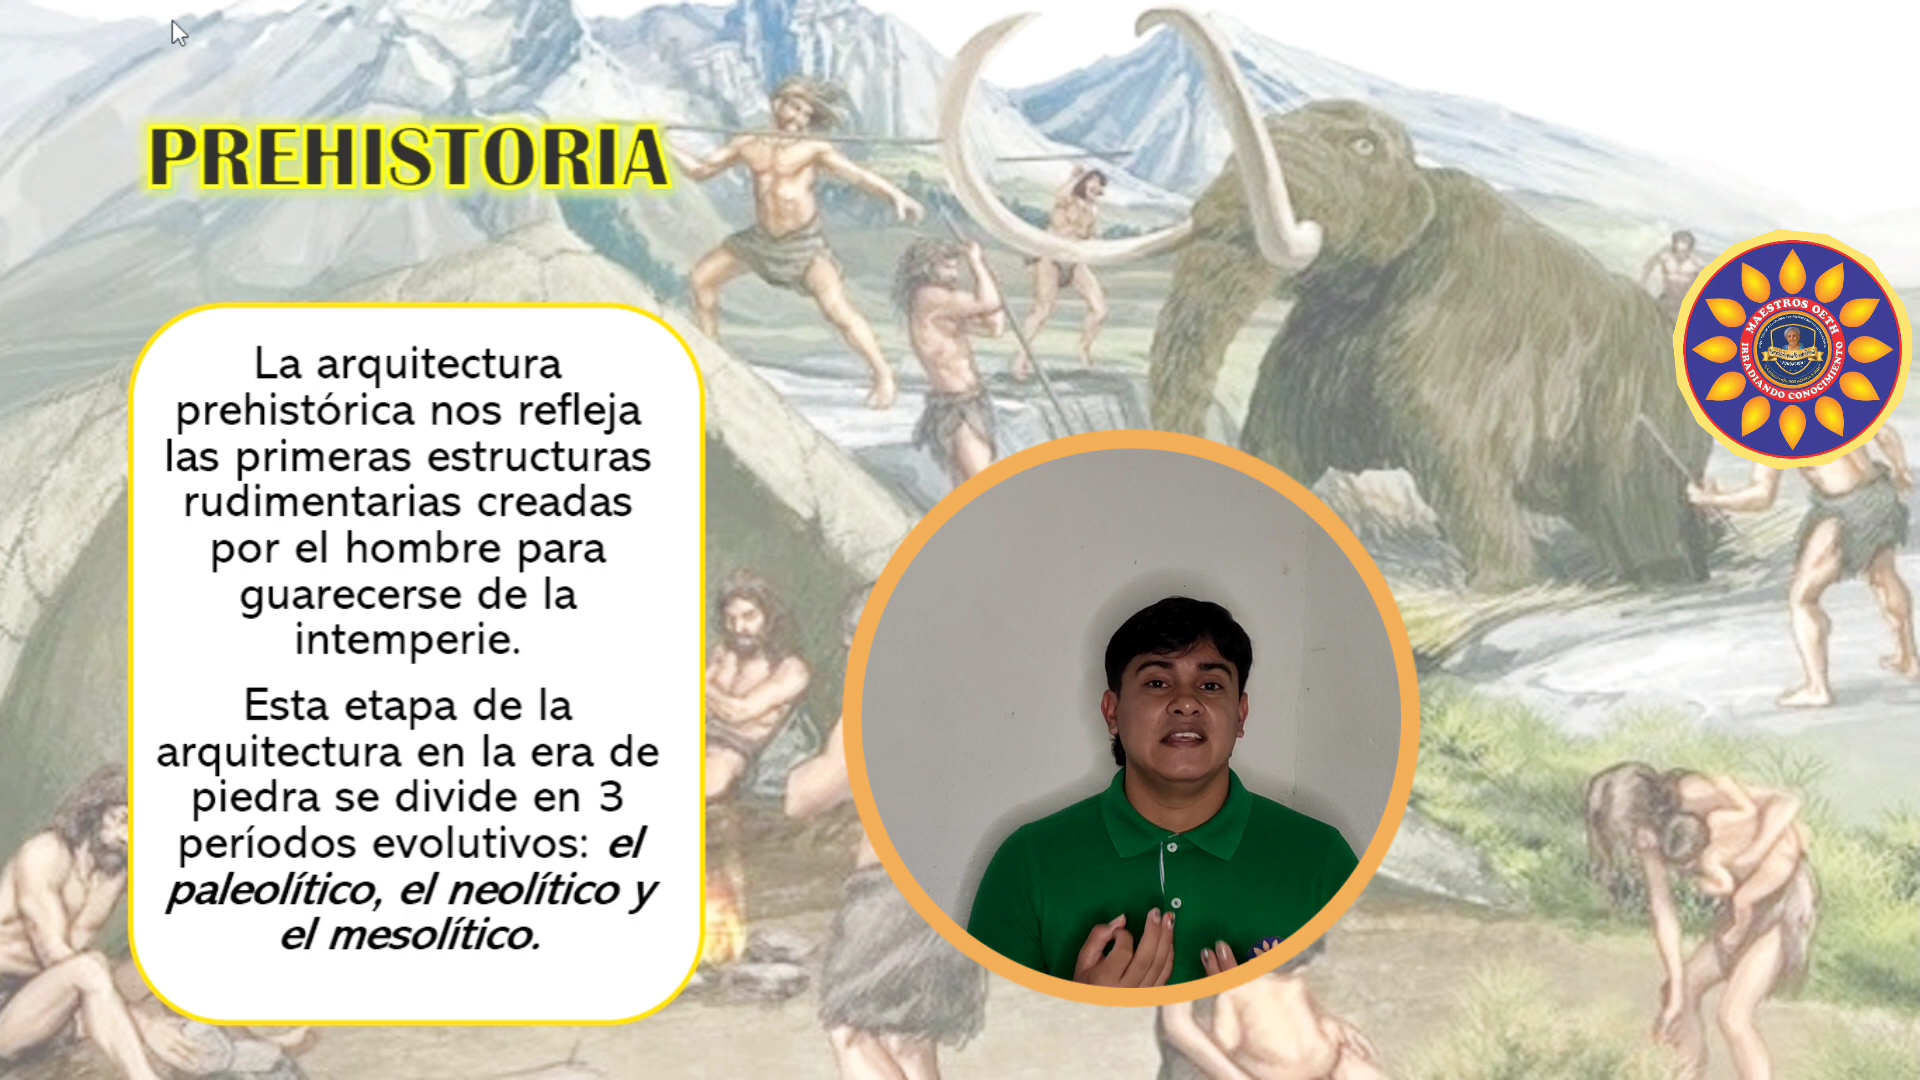 PREHISTORIA
La arquitectura
prehistórica nos refleja
las primeras estructuras
rudimentarias creadas
por el hombre para
guarecerse de la
intemperie.
Esta etapa de la
arquitectura en la era de
piedra se divide en 3
períodos evolutivos: el
paleolítico, el neolítico y
el mesolítico.
MAESTROS OETH
IRRADIANDO CONOCIMIENTO